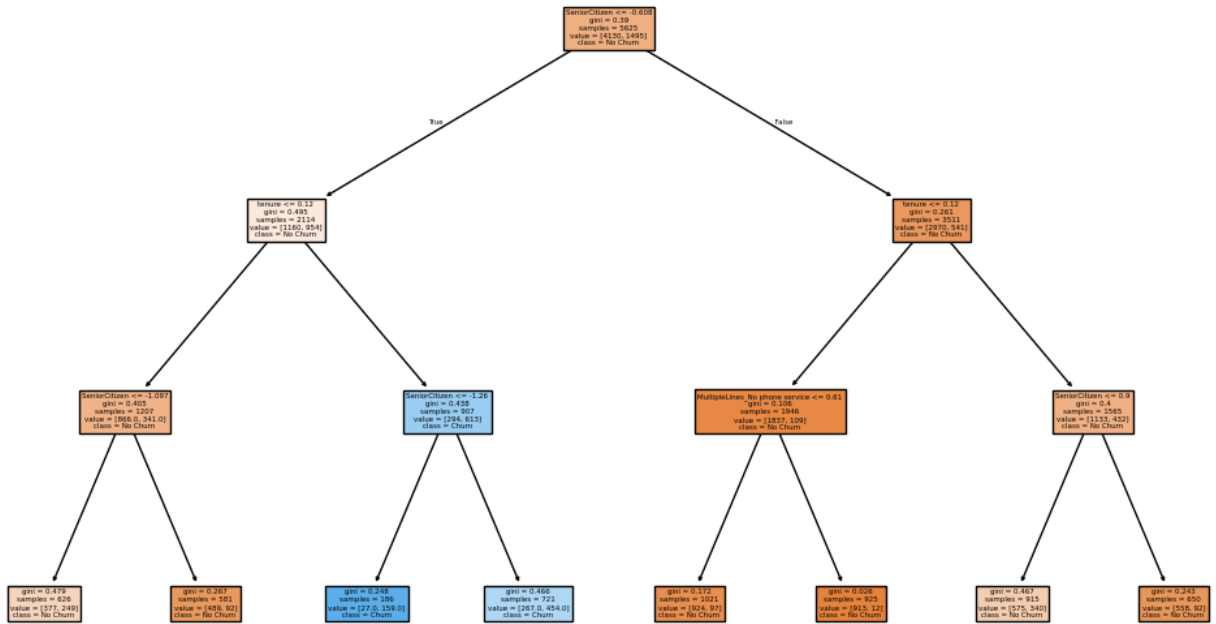 SeniorCitizen <= -0.608
gini = 0.39
samples = 5625
value = [4130, 1495]
class = No Churn
True
False
tenure <= 0.12
gini = 0.495
samples = 2114
value = [1160, 954]
class = No Churn
tenure <= 0.12
gini = 0.261
samples = 3511
value = [2970, 541]
class = No Churn
SeniorCitizen <= -1.097
gini = 0.405
samples = 1207
value = [866.0, 341.0]
class = No Churn
SeniorCitizen <= -1.26
gini = 0.438
samples = 907
value = [294, 613]
class = Churn
MultipleLines_No phone service <= 0.61
gini = 0.106
samples = 1946
value = [1837, 109]
class = No Churn
SeniorCitizen <= 0.9
gini = 0.4
samples = 1565
value = [1133, 432]
class = No Churn
gini = 0.479
samples = 626
value = [377, 249]
class = No Churn
gini = 0.267
samples = 581
value = [489, 92]
class = No Churn
gini = 0.248
samples = 186
value = [27.0, 159.0]
class = Churn
gini = 0.466
samples = 721
value = [267.0, 454.0]
class = Churn
gini = 0.172
samples = 1021
value = [924, 97]
class = No Churn
gini = 0.026
samples = 925
value = [913, 12]
class = No Churn
gini = 0.467
samples = 915
value = [575, 340]
class = No Churn
gini = 0.243
samples = 650
value = [558, 92]
class = No Churn